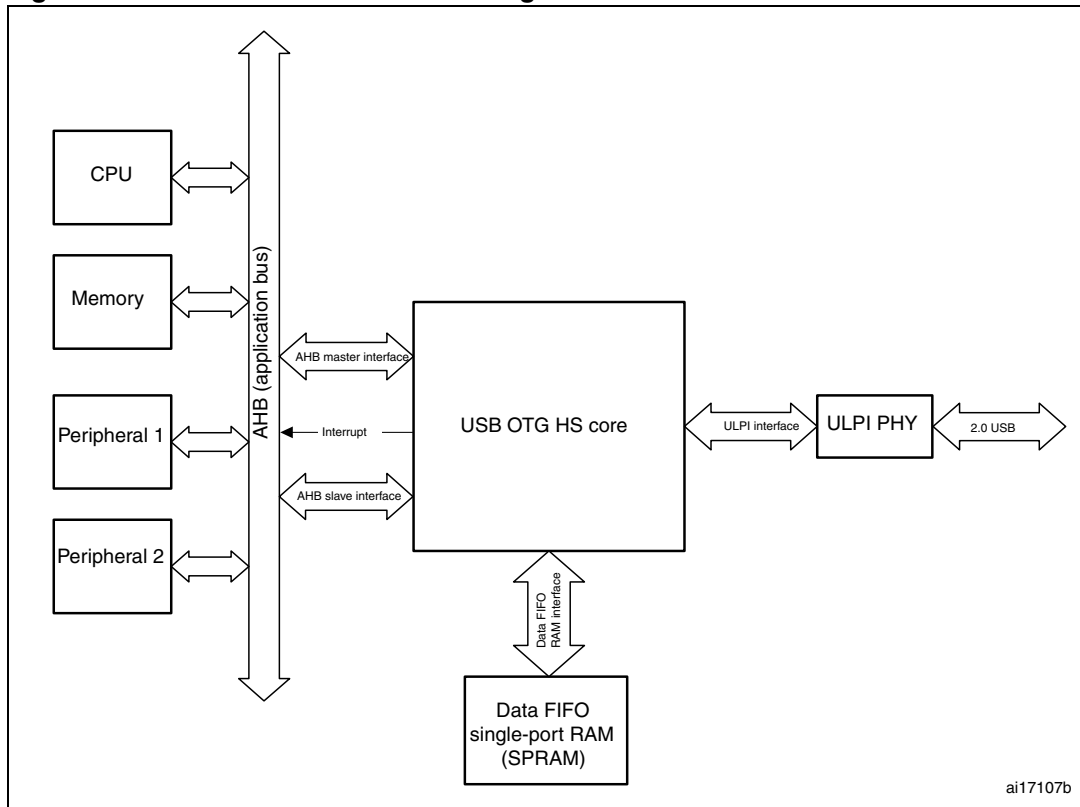 CPU
Memory
Peripheral 1
Peripheral 2
AHB (application bus)
AHB master interface
Interrupt
AHB slave interface
USB OTG HS core
ULPI interface
ULPI PHY
2.0 USB
Data FIFO
RAM interface
Data FIFO
single-port RAM
(SPRAM)
ai17107b